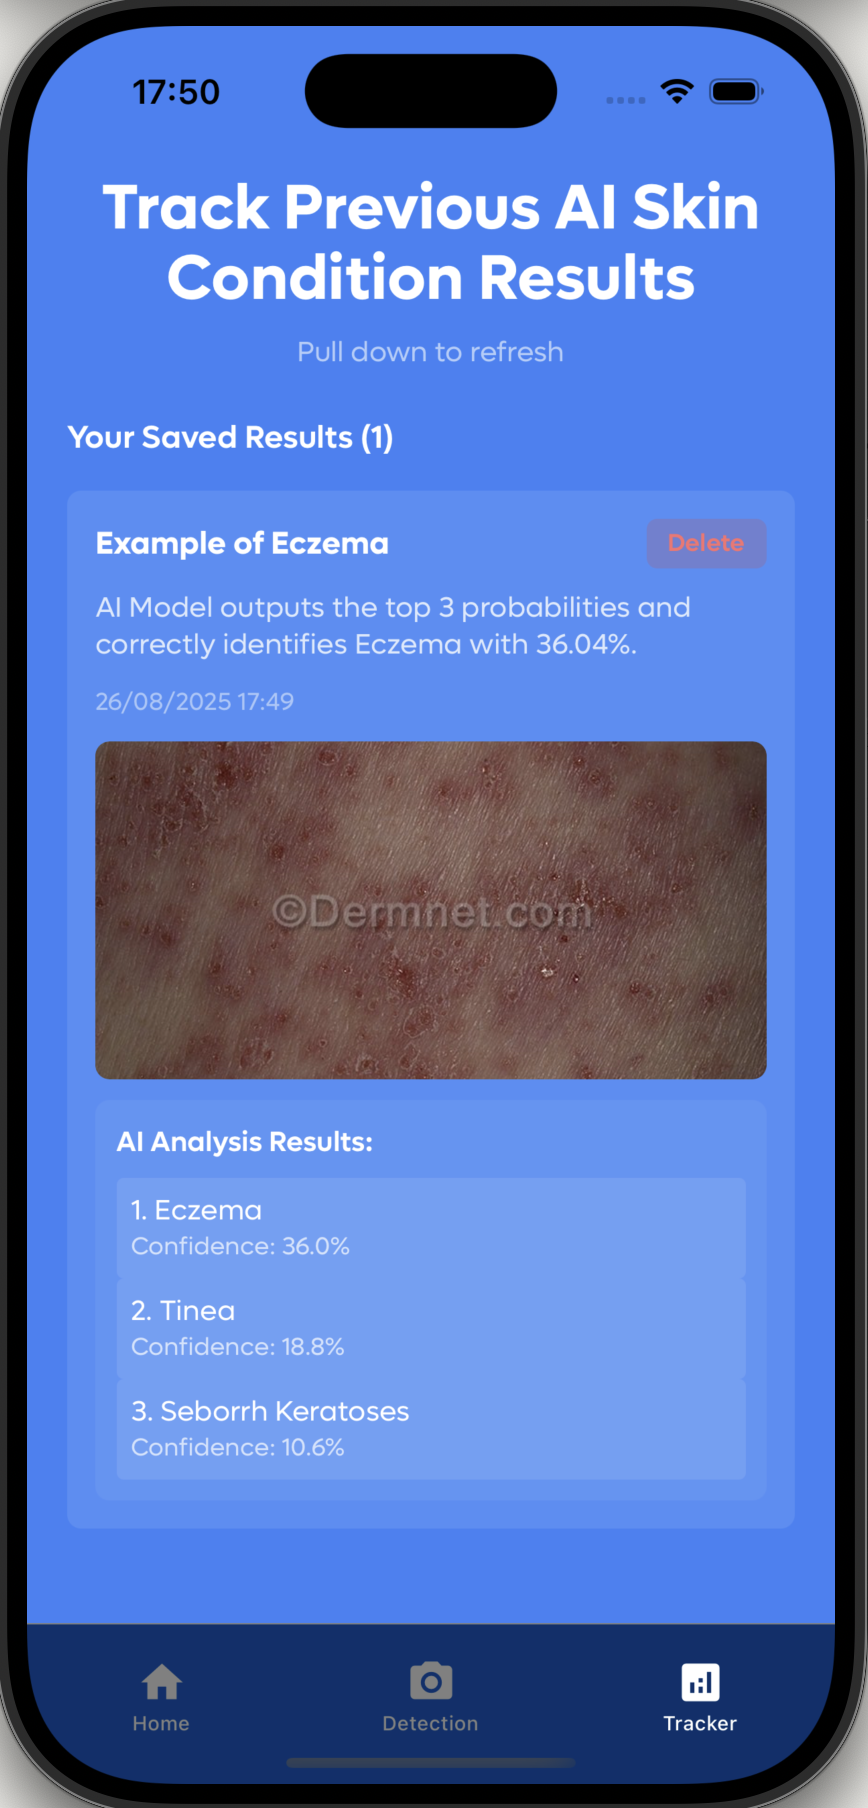 17:50
Track Previous AI Skin
Condition Results
Pull down to refresh
Your Saved Results (1)
Example of Eczema
Delete
AI Model outputs the top 3 probabilities and
correctly identifies Eczema with 36.04%.
26/08/2025 17:49
©Dermnet.com
AI Analysis Results:
1. Eczema
Confidence: 36.0%
2. Tinea
Confidence: 18.8%
3. Seborrh Keratoses
Confidence: 10.6%
Home
Detection
Tracker